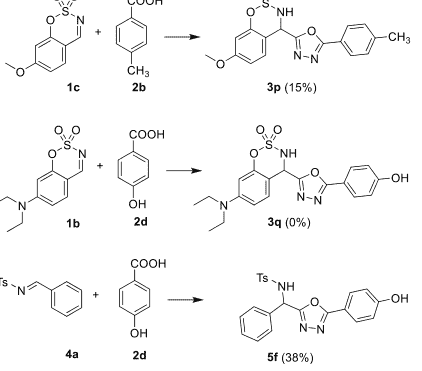 COOH
O S N + O S NH
O CH₃ O O N-N CH₃
1c 2b 3p (15%)
O O COOH O O
O S N + O S NH O OH
N OH N N-N
1b 2d 3q (0%)
COOH Ts NH
Ts N + O OH
OH N-N
4a 2d 5f (38%)